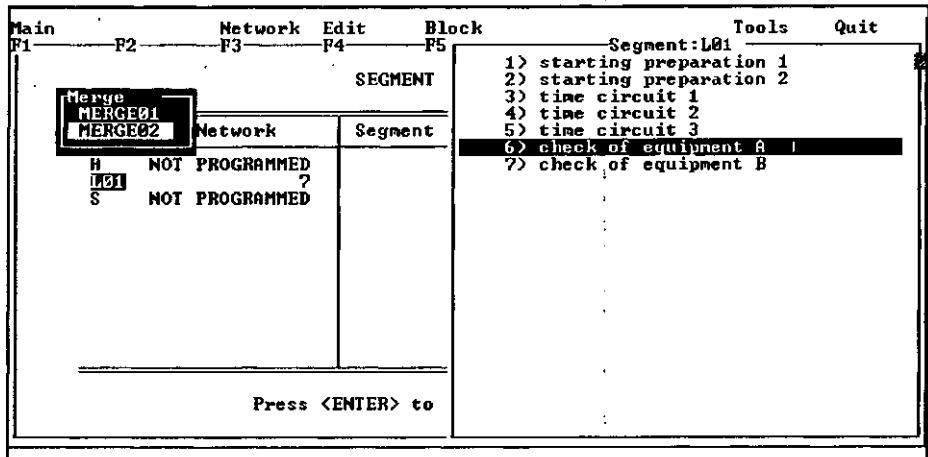 Main Network Edit Block Tools Quit
F1 F2 F3 F4 F5
Segment:L01
1) starting preparation 1
2) starting preparation 2
3) time circuit 1
4) time circuit 2
5) time circuit 3
6) check of equipment A
7) check of equipment B
SEGMENT
Merge
MERGE01
MERGE02
Network Segment
H NOT PROGRAMMED
L01 7
S NOT PROGRAMMED
Press <ENTER> to